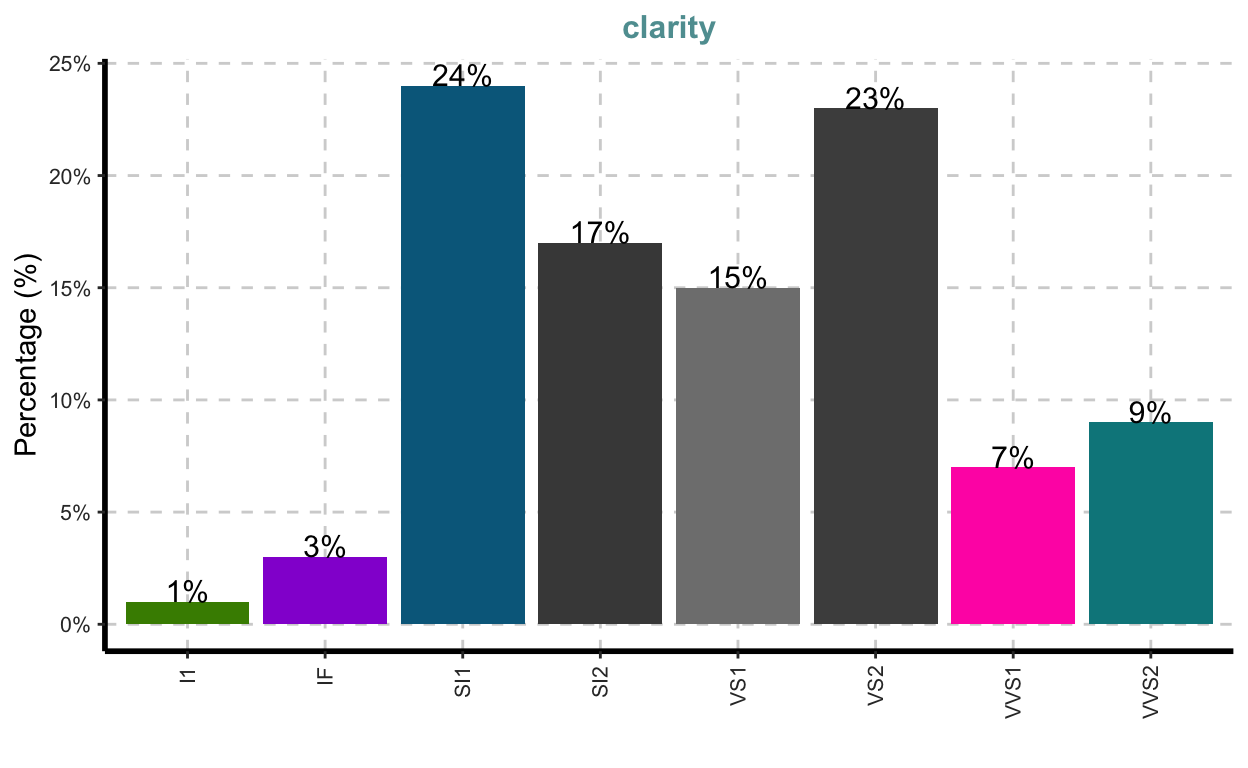 clarity
Percentage (%)
25%
20%
15%
10%
5%
0%
1%
3%
24%
17%
15%
23%
7%
9%
I1
IF
SI1
SI2
VS1
VS2
VVS1
VVS2